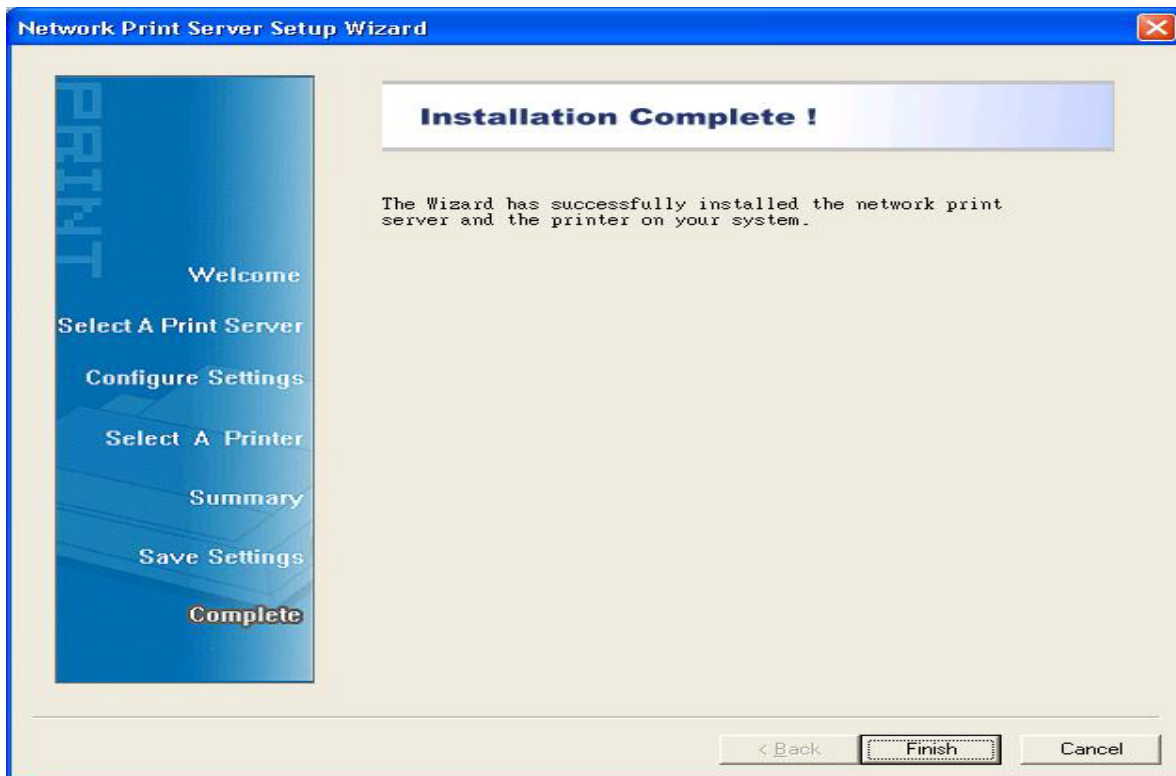 Network Print Server Setup Wizard
PRINT
Welcome
Select A Print Server
Configure Settings
Select A Printer
Summary
Save Settings
Complete
Installation Complete !
The Wizard has successfully installed the network print
server and the printer on your system.
< Back
Finish
Cancel